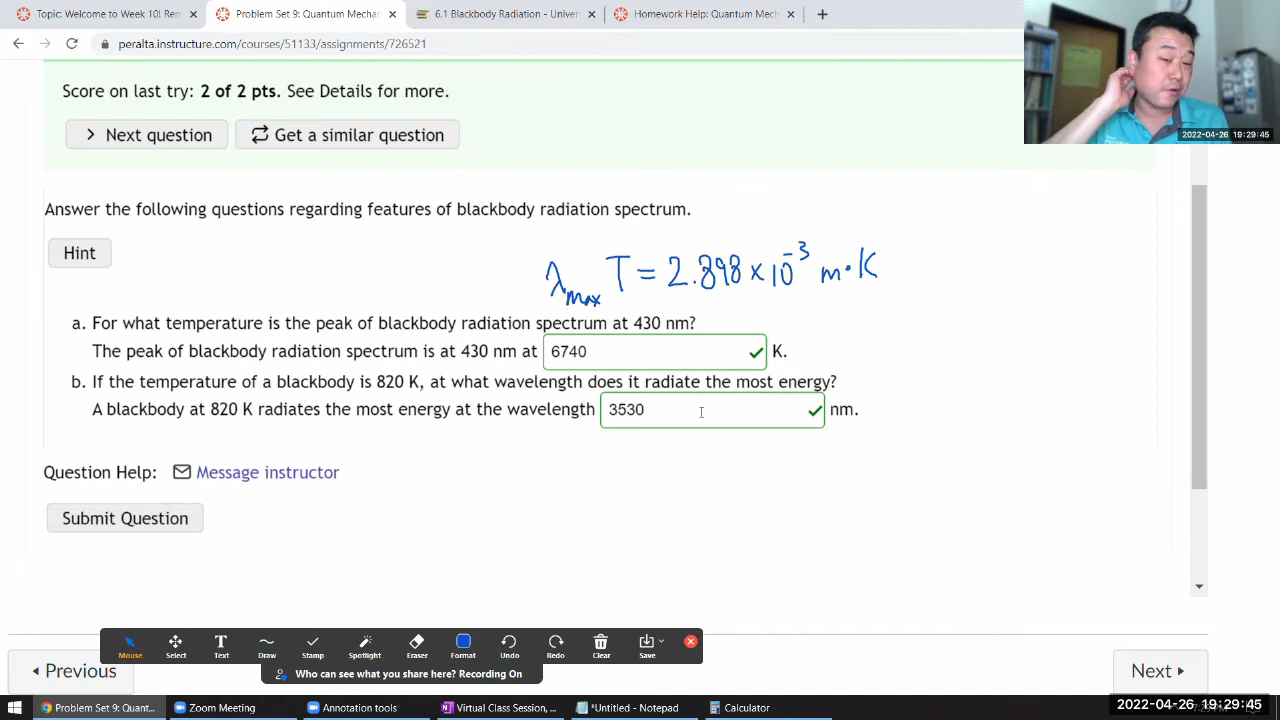 Topic: Welcome to Week 10! Rem
Problem Set 9: Quantum Mechan
6.1 Blackbody Radiation - Univer
Homework Help: Quantum Mech
peralta.instructure.com/courses/51133/assignments/726521
2022-04-26 19:29:45
Score on last try: 2 of 2 pts. See Details for more.
Next question
Get a similar question
Answer the following questions regarding features of blackbody radiation spectrum.
Hint
λmax T = 2.898 × 10⁻³ m·K
a. For what temperature is the peak of blackbody radiation spectrum at 430 nm?
The peak of blackbody radiation spectrum is at 430 nm at 6740 K.
b. If the temperature of a blackbody is 820 K, at what wavelength does it radiate the most energy?
A blackbody at 820 K radiates the most energy at the wavelength 3530 nm.
Question Help: Message instructor
Submit Question
Mouse Select Text Draw Stamp Spotlight Eraser Format Undo Redo Clear Save
Who can see what you share here? Recording On
Previous
Next
Problem Set 9: Quant...
Zoom Meeting
Annotation tools
Virtual Class Session, ...
*Untitled - Notepad
Calculator
2022-04-26 19:29:45